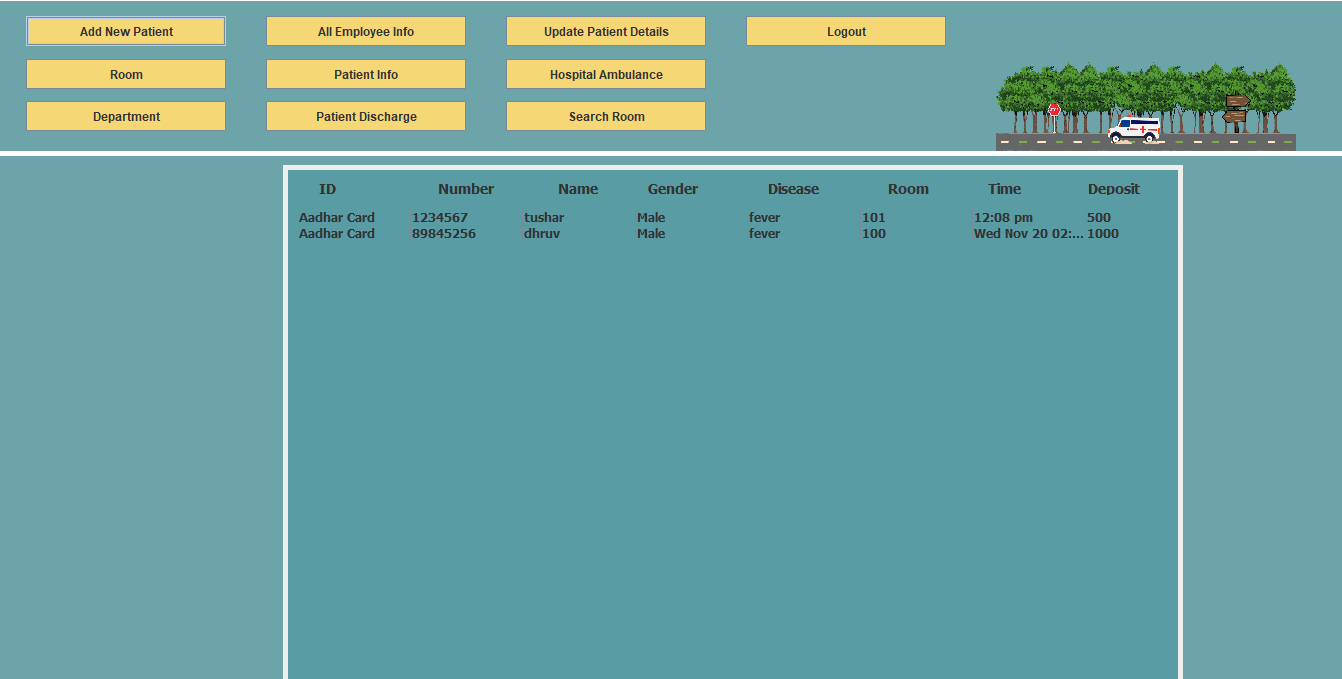 Add New Patient All Employee Info Update Patient Details Logout
Room Patient Info Hospital Ambulance
Department Patient Discharge Search Room
ID Number Name Gender Disease Room Time Deposit
Aadhar Card 1234567 tushar Male fever 101 12:08 pm 500
Aadhar Card 89845256 dhruv Male fever 100 Wed Nov 20 02:... 1000